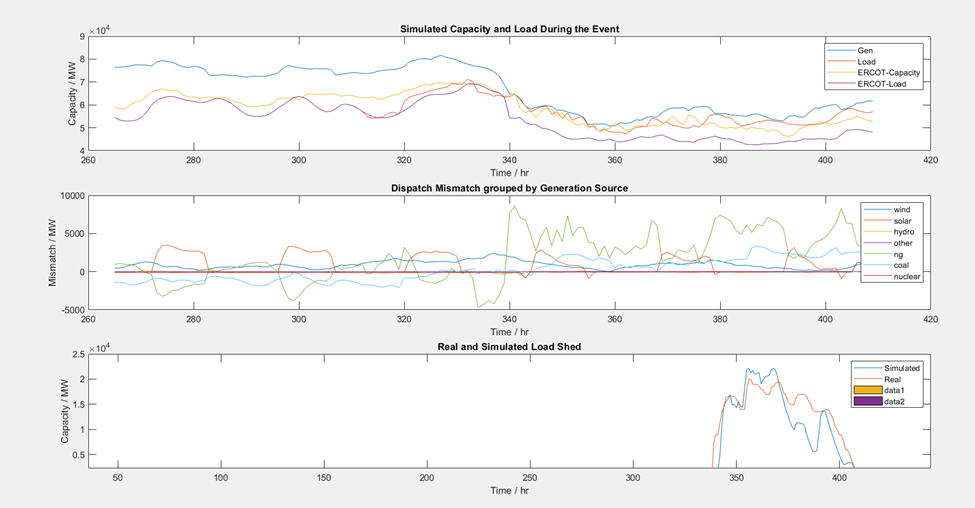 Simulated Capacity and Load During the Event
×10⁴
9
8
7
6
5
4
Capacity / MW
260 280 300 320 340 360 380 400 420
Time / hr
Gen
Load
ERCOT-Capacity
ERCOT-Load
Dispatch Mismatch grouped by Generation Source
10000
5000
0
-5000
Mismatch / MW
260 280 300 320 340 360 380 400 420
Time / hr
wind
solar
hydro
other
ng
coal
nuclear
Real and Simulated Load Shed
×10⁴
2.5
2
1.5
1
0.5
Capacity / MW
50 100 150 200 250 300 350 400
Time / hr
Simulated
Real
data1
data2